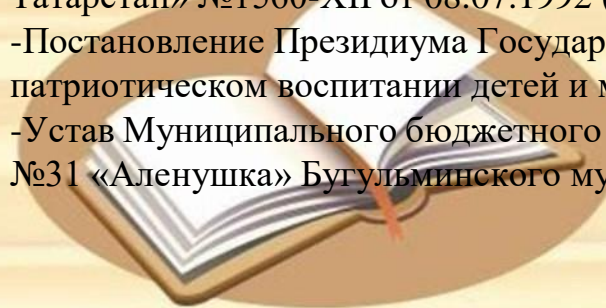 Татарстан» №1560-XII от 08.07.1992 (
-Постановление Президиума Государ
патриотическом воспитании детей и м
-Устав Муниципального бюджетного
№31 «Аленушка» Бугульминского му